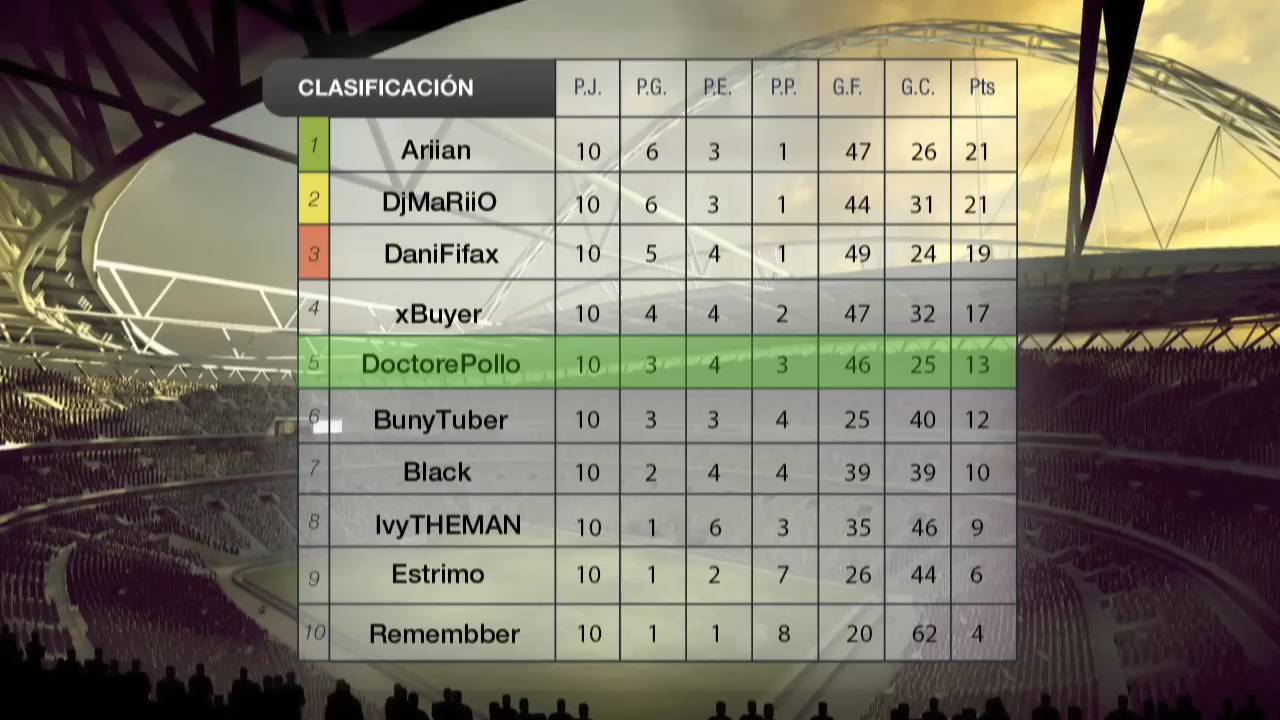 CLASIFICACIÓN P.J. P.G. P.E. P.P. G.F. G.C. Pts
1 Ariian 10 6 3 1 47 26 21
2 DjMaRiiO 10 6 3 1 44 31 21
3 DaniFifax 10 5 4 1 49 24 19
4 xBuyer 10 4 4 2 47 32 17
5 DoctorePollo 10 3 4 3 46 25 13
6 BunyTuber 10 3 3 4 25 40 12
7 Black 10 2 4 4 39 39 10
8 IvyTHEMAN 10 1 6 3 35 46 9
9 Estrimo 10 1 2 7 26 44 6
10 Remembber 10 1 1 8 20 62 4